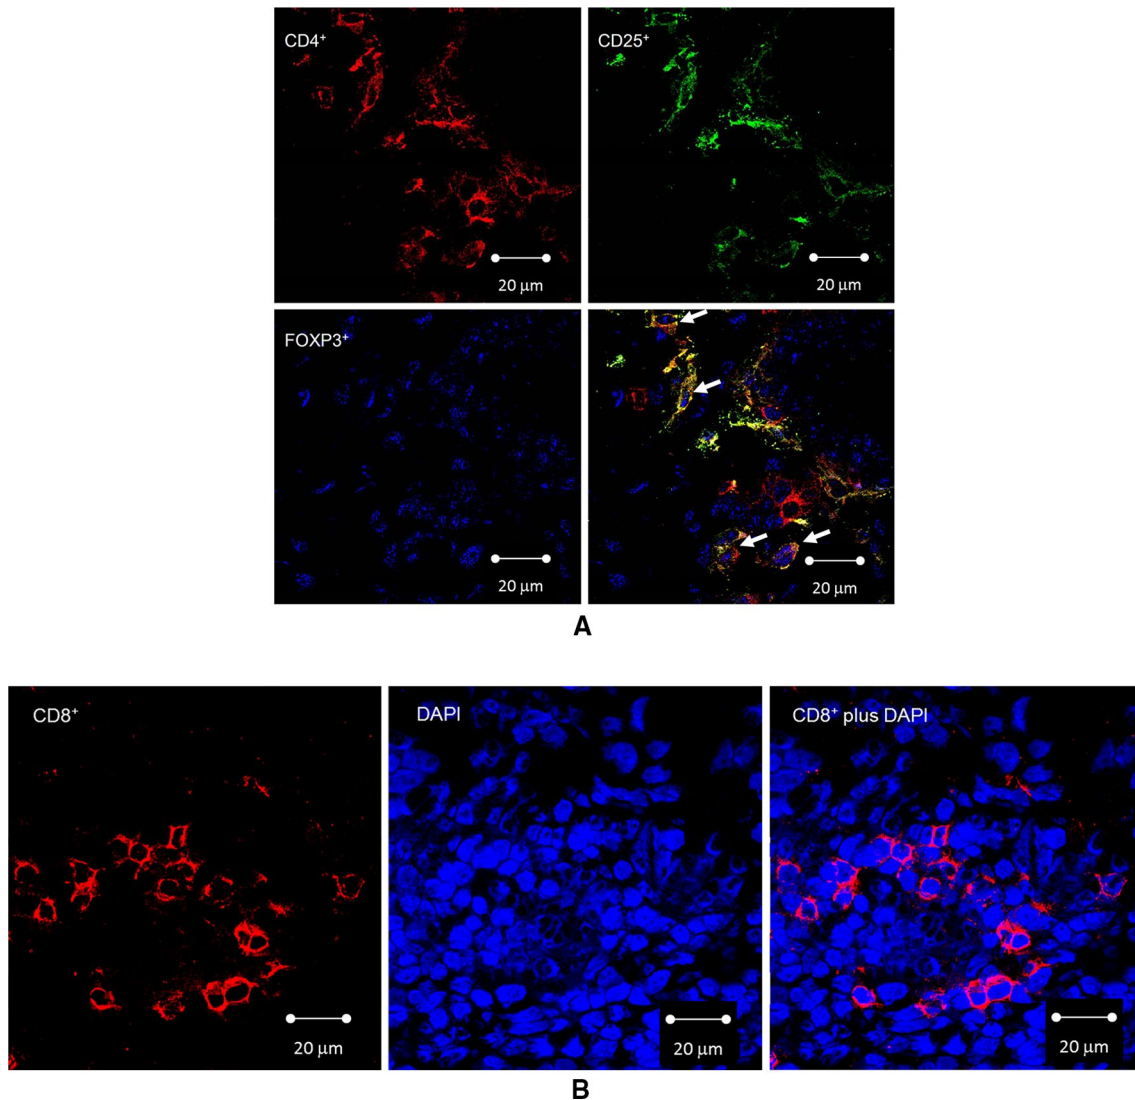 CD4⁺
CD25⁺
20 μm
20 μm
FOXP3⁺
20 μm
20 μm
A
CD8⁺
DAPI
CD8⁺ plus DAPI
20 μm
20 μm
20 μm
B